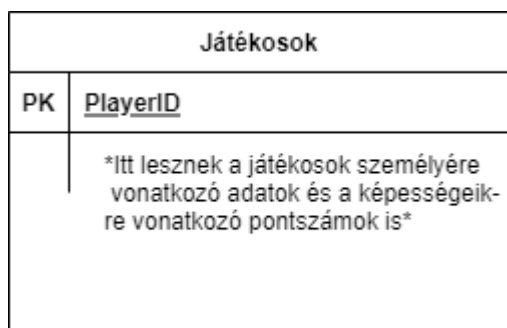 Játékosok
PK PlayerID
*Itt lesznek a játékosok személyére
vonatkozó adatok és a képességeik-
re vonatkozó pontszámok is*